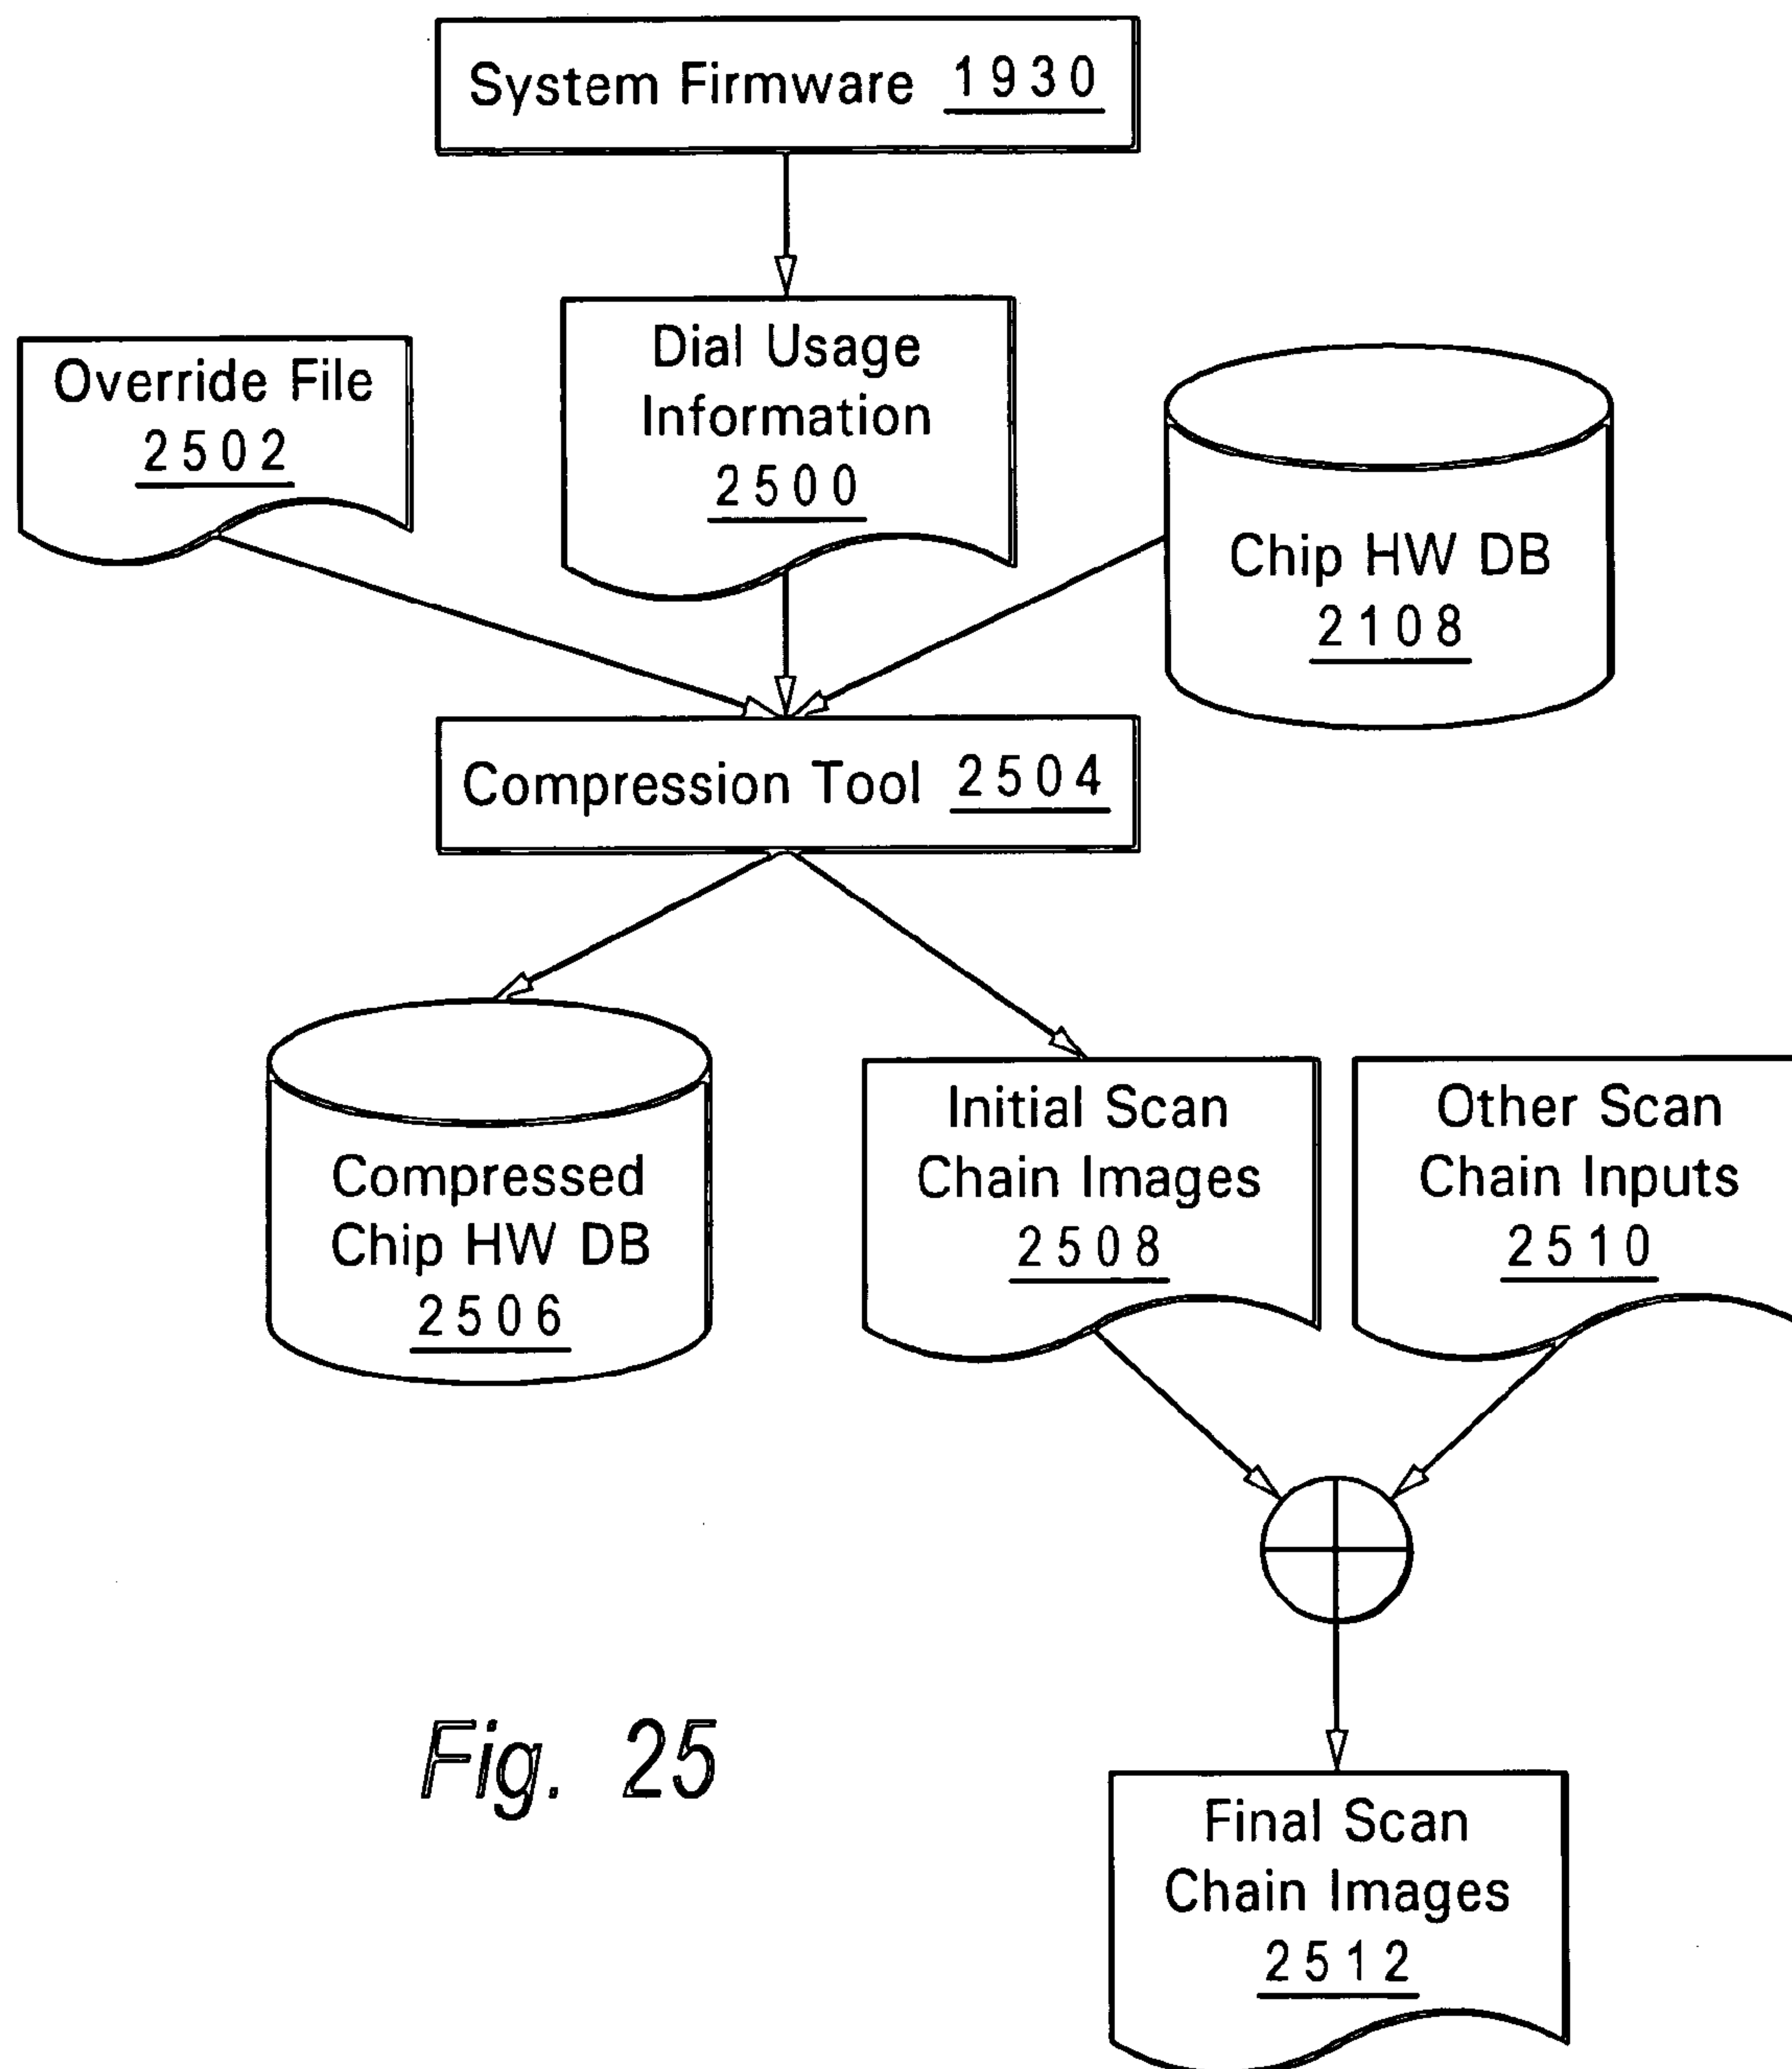 System Firmware 1930
Override File
2502
Dial Usage
Information
2500
Chip HW DB
2108
Compression Tool 2504
Compressed
Chip HW DB
2506
Initial Scan
Chain Images
2508
Other Scan
Chain Inputs
2510
Fig. 25
Final Scan
Chain Images
2512